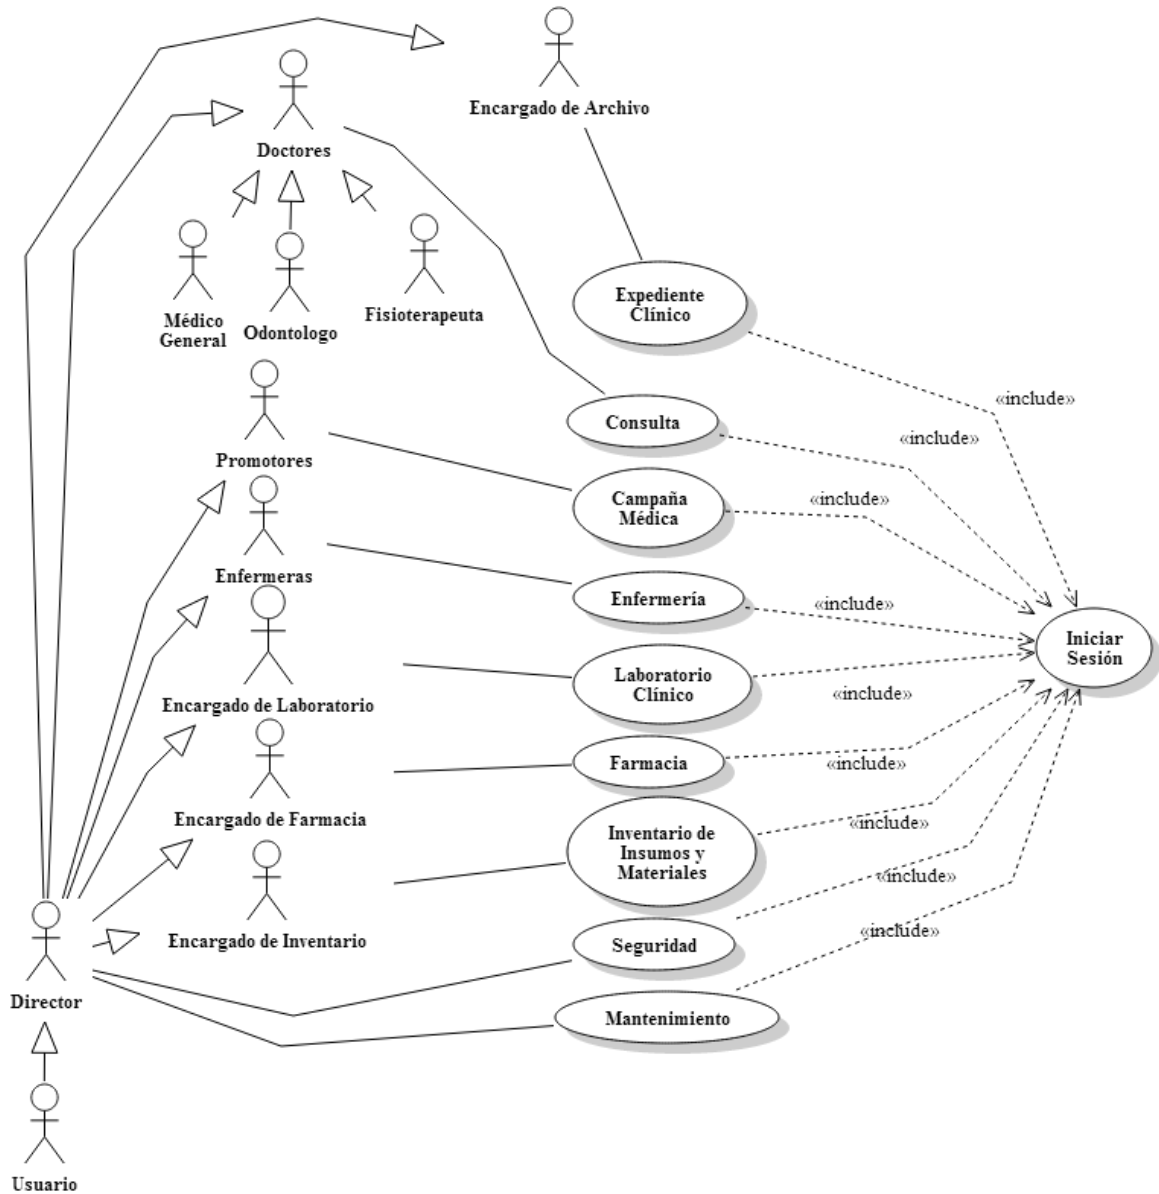 Encargado de Archivo
Doctores
Médico
General
Odontologo
Fisioterapeuta
Expediente
Clínico
«include»
Promotores
Consulta
«include»
Campaña
Médica
«include»
Enfermeras
Enfermería
«include»
Iniciar
Sesión
Encargado de Laboratorio
Laboratorio
Clínico
«include»
Encargado de Farmacia
Farmacia
«include»
Encargado de Inventario
Inventario de
Insumos y
Materiales
«include»
Seguridad
«include»
Director
Mantenimiento
«include»
Usuario